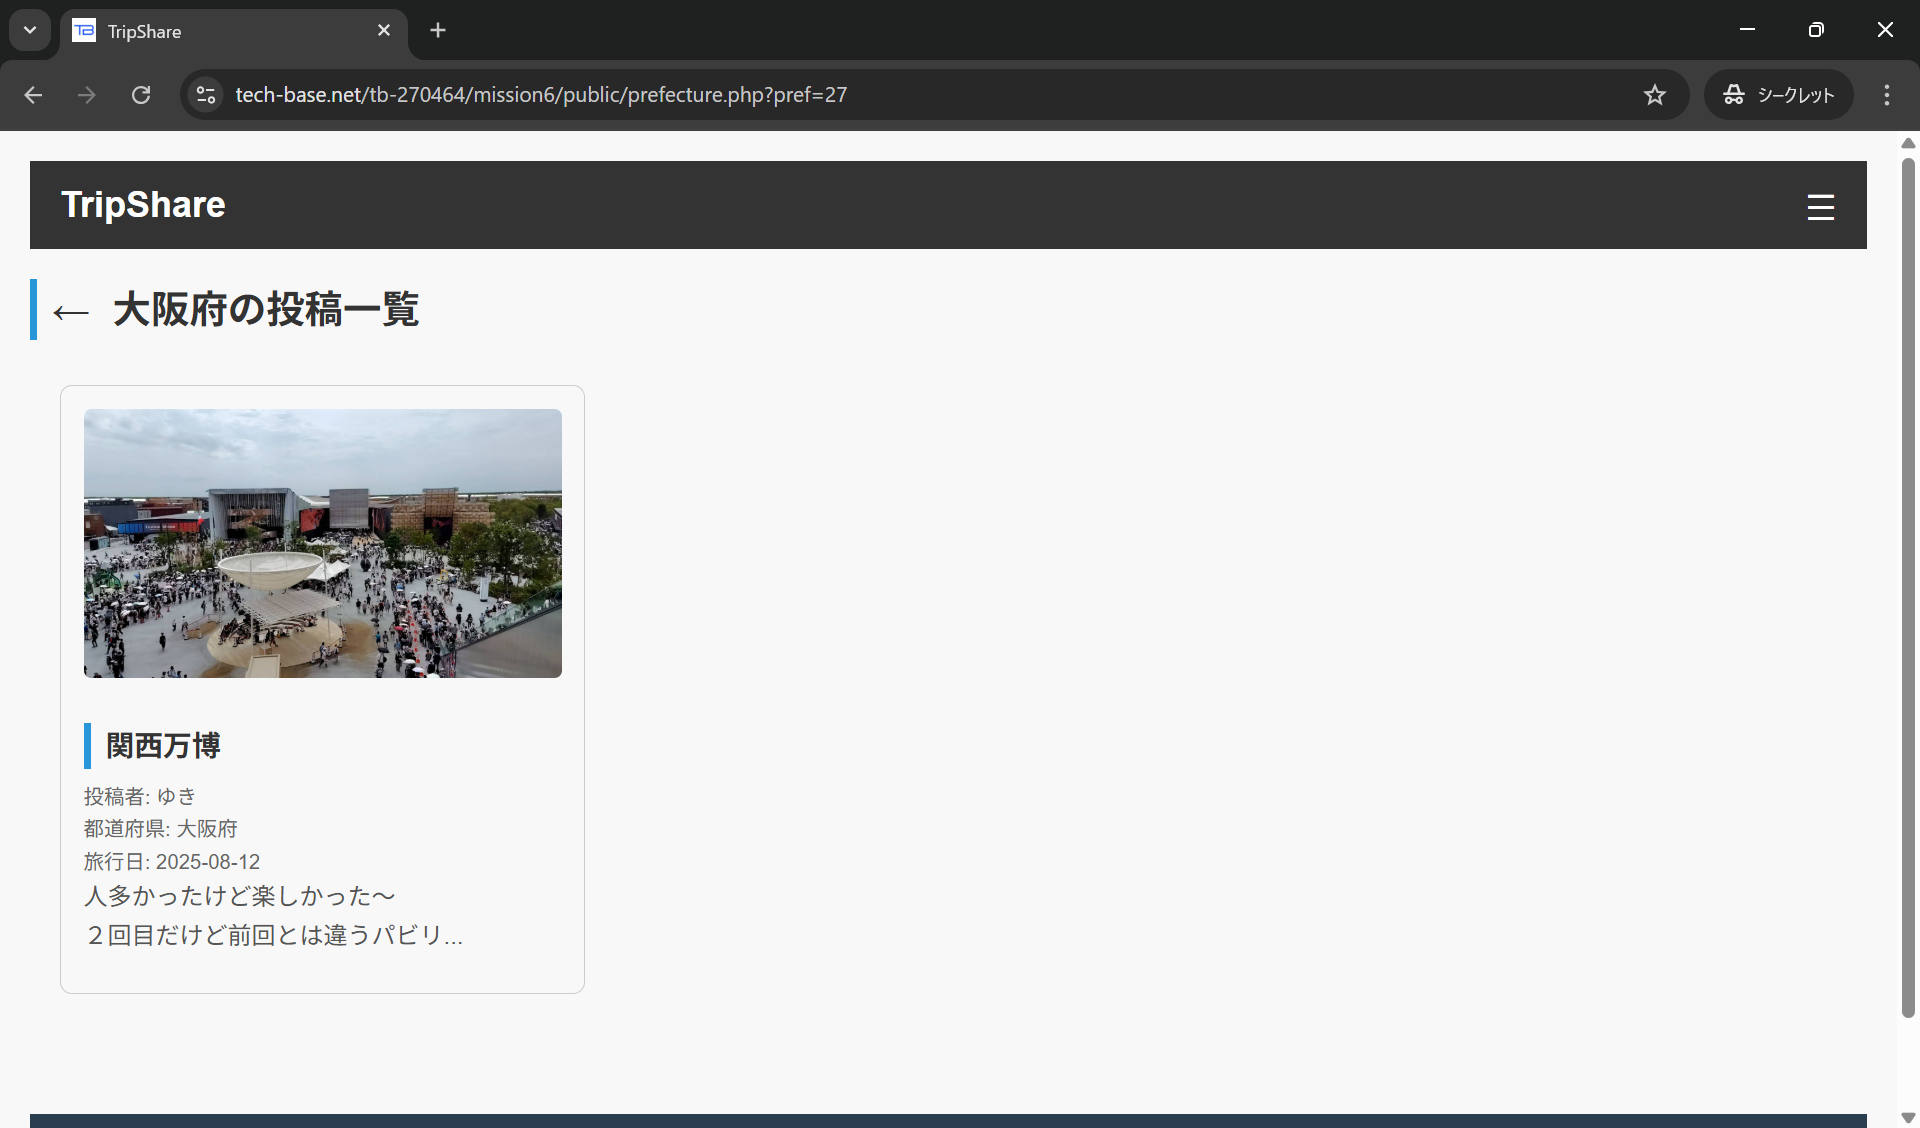 TripShare
tech-base.net/tb-270464/mission6/public/prefecture.php?pref=27
シークレット
TripShare
← 大阪府の投稿一覧
関西万博
投稿者: ゆき
都道府県: 大阪府
旅行日: 2025-08-12
人多かったけど楽しかった～
２回目だけど前回とは違うパビリ...